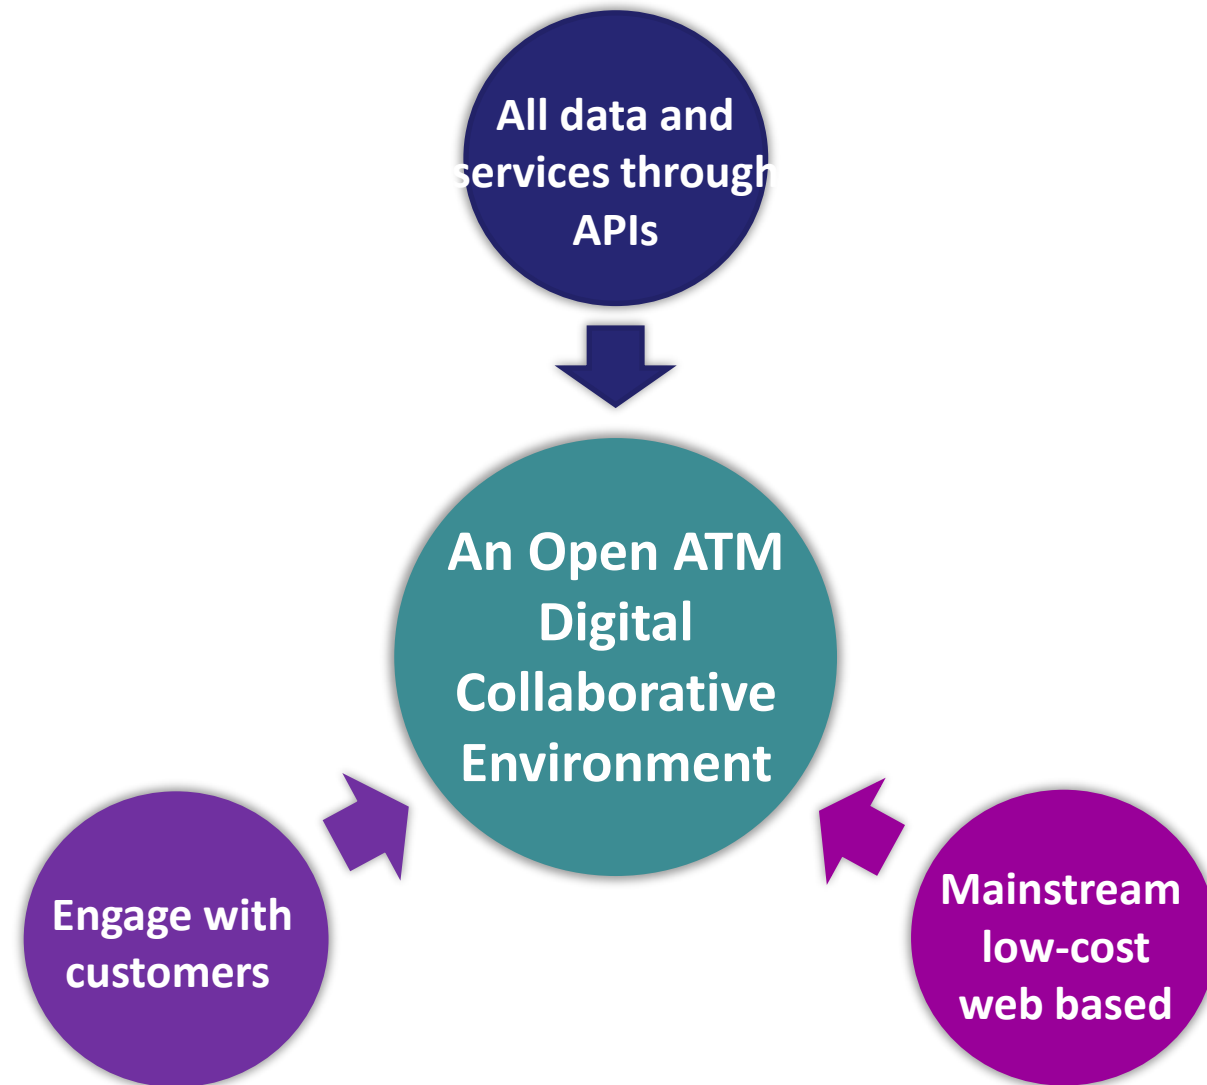 All data and
services through
APIs
An Open ATM
Digital
Collaborative
Environment
Engage with
customers
Mainstream
low-cost
web based